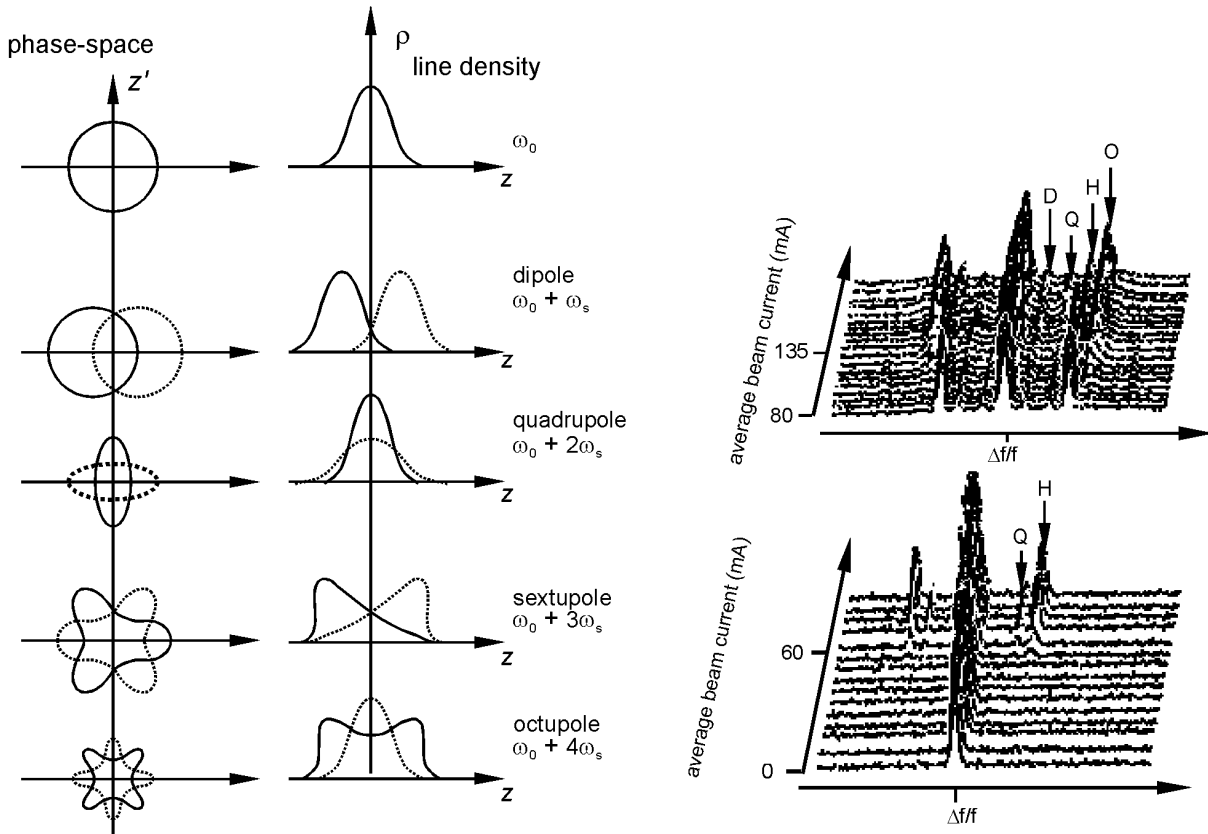 phase-space
z'
ρ
line density
ω₀
z
dipole
ω₀ + ωₛ
z
quadrupole
ω₀ + 2ωₛ
z
sextupole
ω₀ + 3ωₛ
z
octupole
ω₀ + 4ωₛ
z
average beam current (mA)
135
80
D
Q
H
O
Δf/f
average beam current (mA)
60
0
Q
H
Δf/f